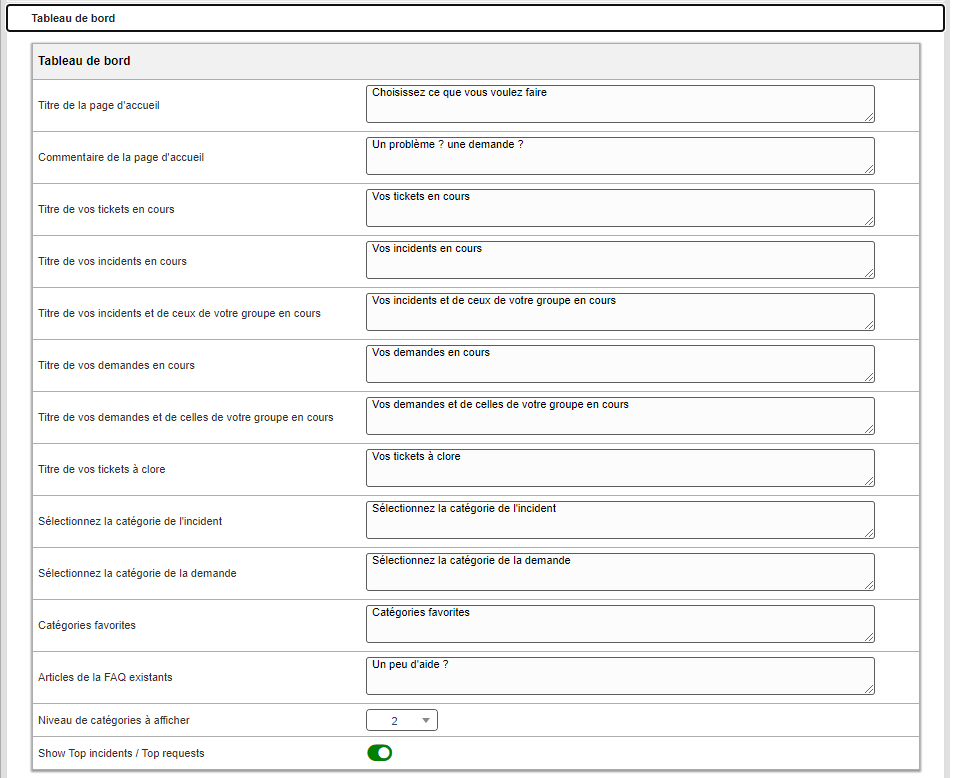 Tableau de bord
Tableau de bord
Titre de la page d'accueil
Choisissez ce que vous voulez faire
Commentaire de la page d'accueil
Un problème ? une demande ?
Titre de vos tickets en cours
Vos tickets en cours
Titre de vos incidents en cours
Vos incidents en cours
Titre de vos incidents et de ceux de votre groupe en cours
Vos incidents et de ceux de votre groupe en cours
Titre de vos demandes en cours
Vos demandes en cours
Titre de vos demandes et de celles de votre groupe en cours
Vos demandes et de celles de votre groupe en cours
Titre de vos tickets à clore
Vos tickets à clore
Sélectionnez la catégorie de l'incident
Sélectionnez la catégorie de l'incident
Sélectionnez la catégorie de la demande
Sélectionnez la catégorie de la demande
Catégories favorites
Catégories favorites
Articles de la FAQ existants
Un peu d'aide ?
Niveau de catégories à afficher
2
Show Top incidents / Top requests